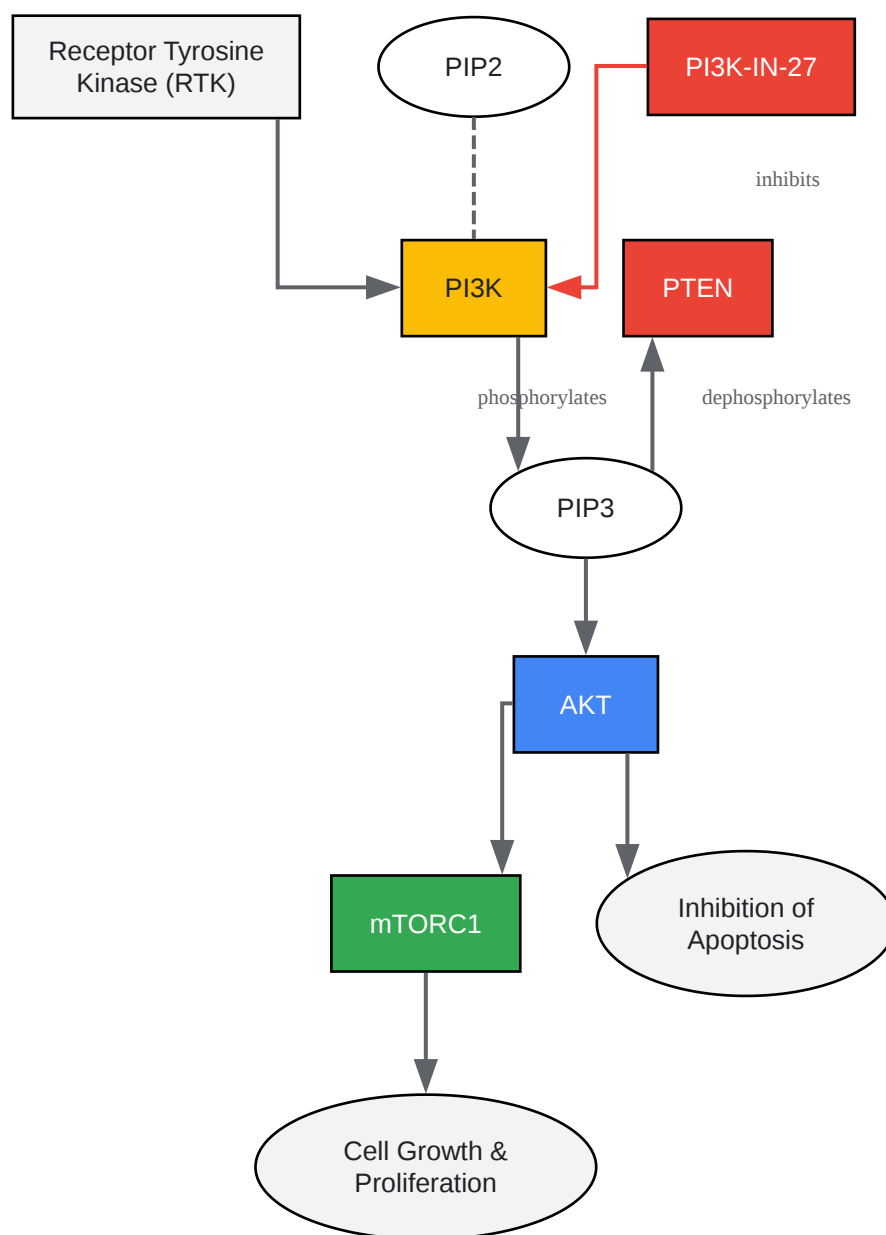 Receptor Tyrosine
Kinase (RTK)
PIP2
PI3K-IN-27
inhibits
PI3K
PTEN
phosphorylates
dephosphorylates
PIP3
AKT
mTORC1
Inhibition of
Apoptosis
Cell Growth &
Proliferation